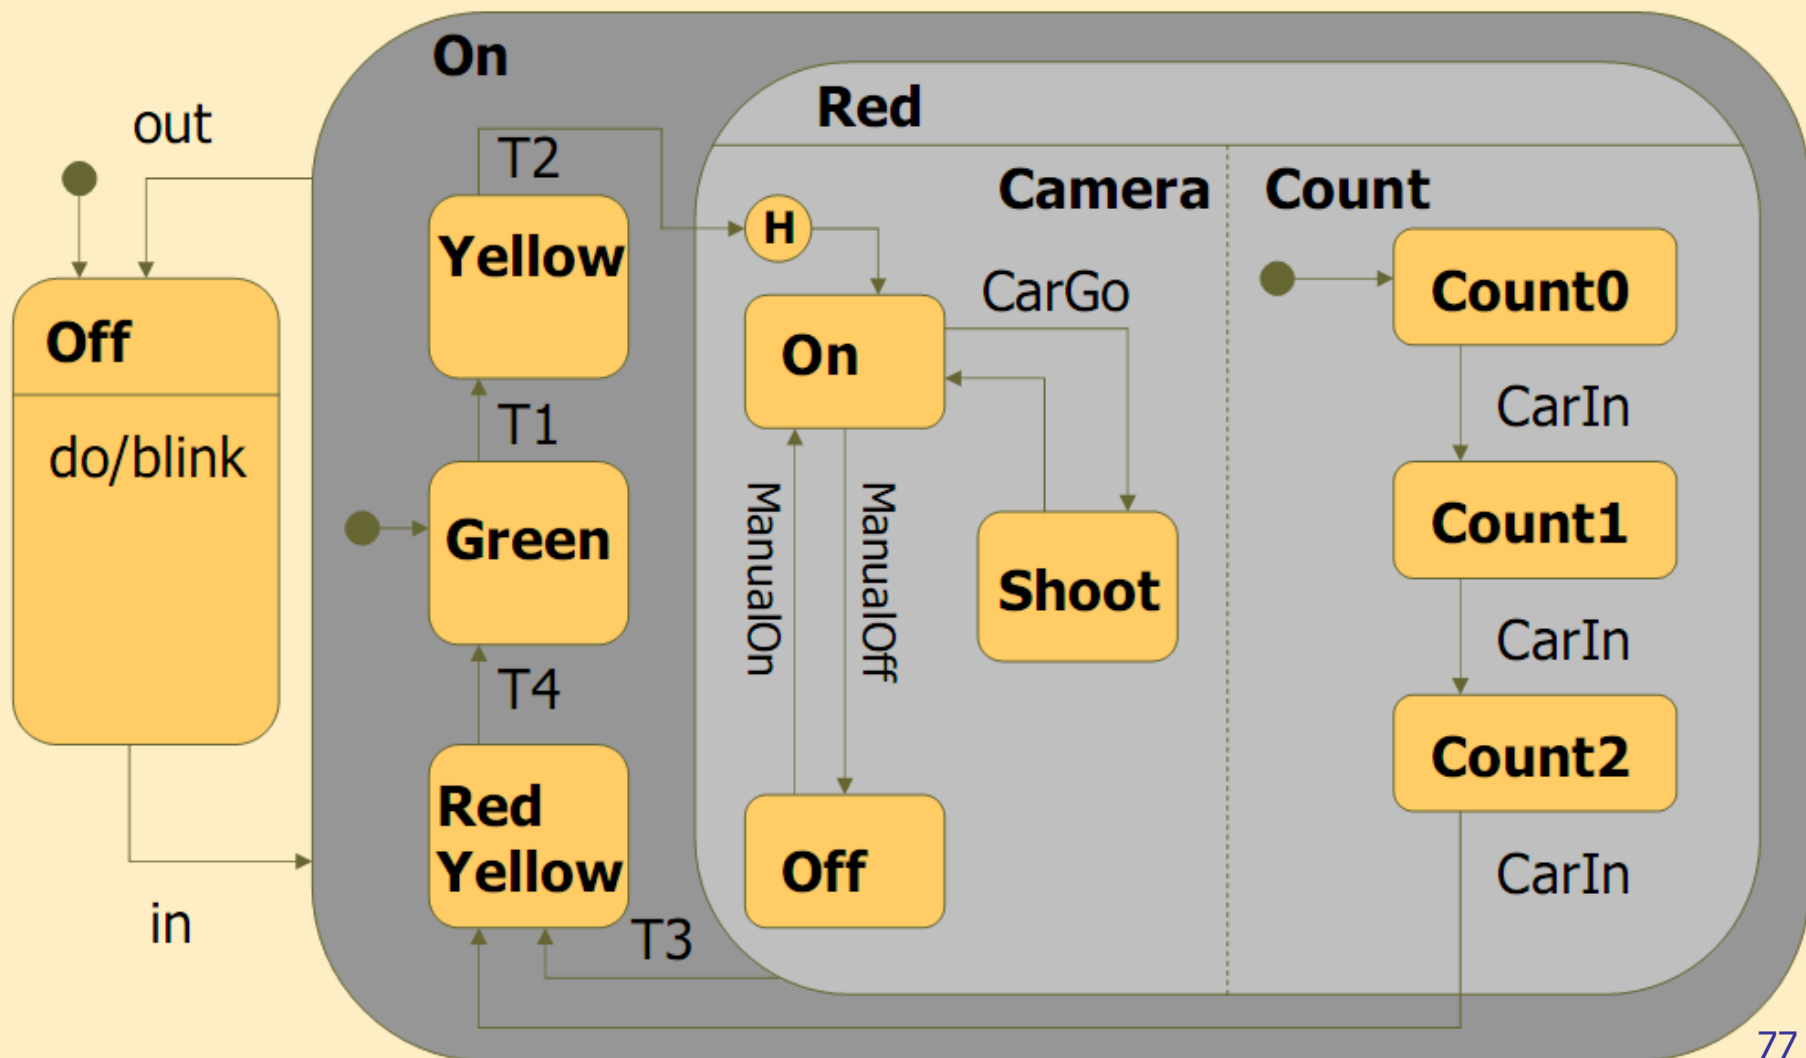 On
out
Red
T2
Camera
Count
H
Yellow
CarGo
Count0
Off
On
CarIn
T1
do/blink
ManualOn
ManualOff
Green
Count1
Shoot
CarIn
T4
Count2
Red
Yellow
Off
CarIn
in
T3
77